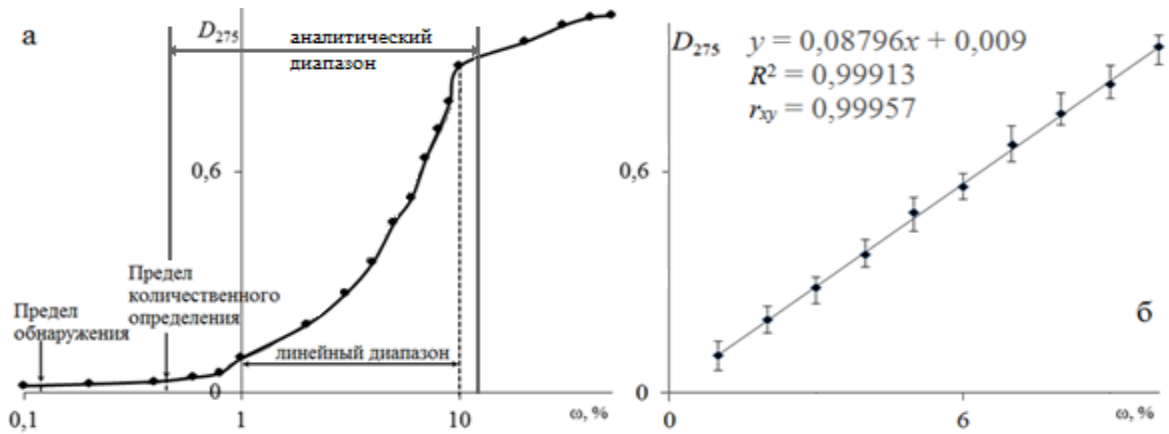 а
D275
аналитический
диапазон
0,6
Предел
количественного
определения
Предел
обнаружения
линейный диапазон
0
0,1
1
10
ω, %
D275
y = 0,08796x + 0,009
R² = 0,99913
rxy = 0,99957
0,6
б
0
0
6
ω, %